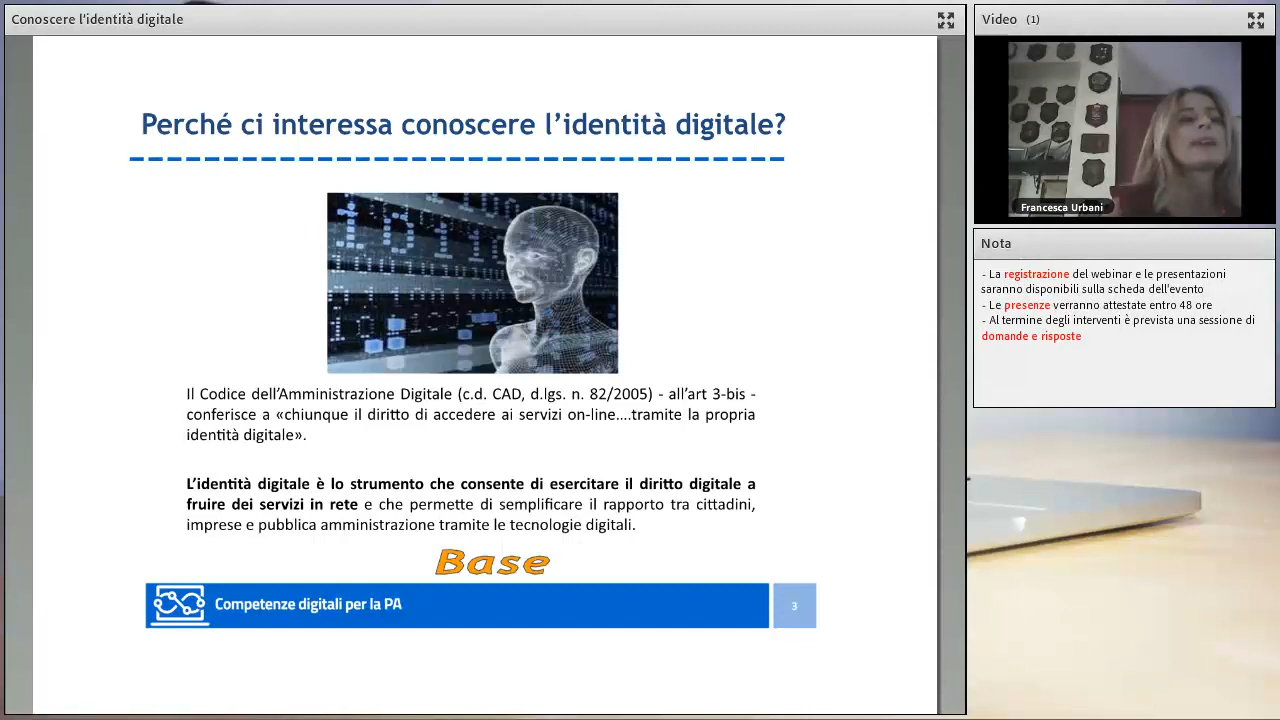 Conoscere l'identità digitale
Perché ci interessa conoscere l'identità digitale?
Il Codice dell'Amministrazione Digitale (c.d. CAD, d.lgs. n. 82/2005) - all'art 3-bis -
conferisce a «chiunque il diritto di accedere ai servizi on-line....tramite la propria
identità digitale».
L'identità digitale è lo strumento che consente di esercitare il diritto digitale a
fruire dei servizi in rete e che permette di semplificare il rapporto tra cittadini,
imprese e pubblica amministrazione tramite le tecnologie digitali.
Base
Competenze digitali per la PA
3
Video (1)
Francesca Urbani
Nota
- La registrazione del webinar e le presentazioni
saranno disponibili sulla scheda dell'evento
- Le presenze verranno attestate entro 48 ore
- Al termine degli interventi è prevista una sessione di
domande e risposte